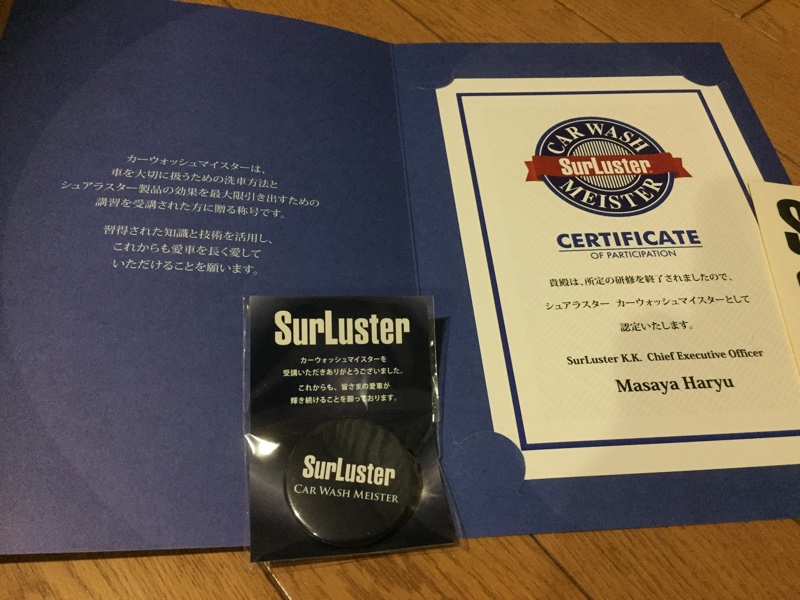 カーウォッシュマイスターは、
車を大切に扱うための洗車方法と
シュアラスター製品の効果を最大限引き出すための
講習を受講された方に贈る称号です。
習得された知識と技術を活用し、
これからも愛車を長く愛して
いただけることを願います。
CAR WASH
SurLuster
MEISTER
CERTIFICATE
OF PARTICIPATION
貴殿は、所定の研修を終了されましたので、
シュアラスター カーウォッシュマイスターとして
認定いたします。
SurLuster K.K. Chief Executive Officer
Masaya Haryu
SurLuster
カーウォッシュマイスターを
受講いただきありがとうございました。
これからも、皆さまの愛車が
輝き続けることを願っております。
SurLuster
CAR WASH MEISTER